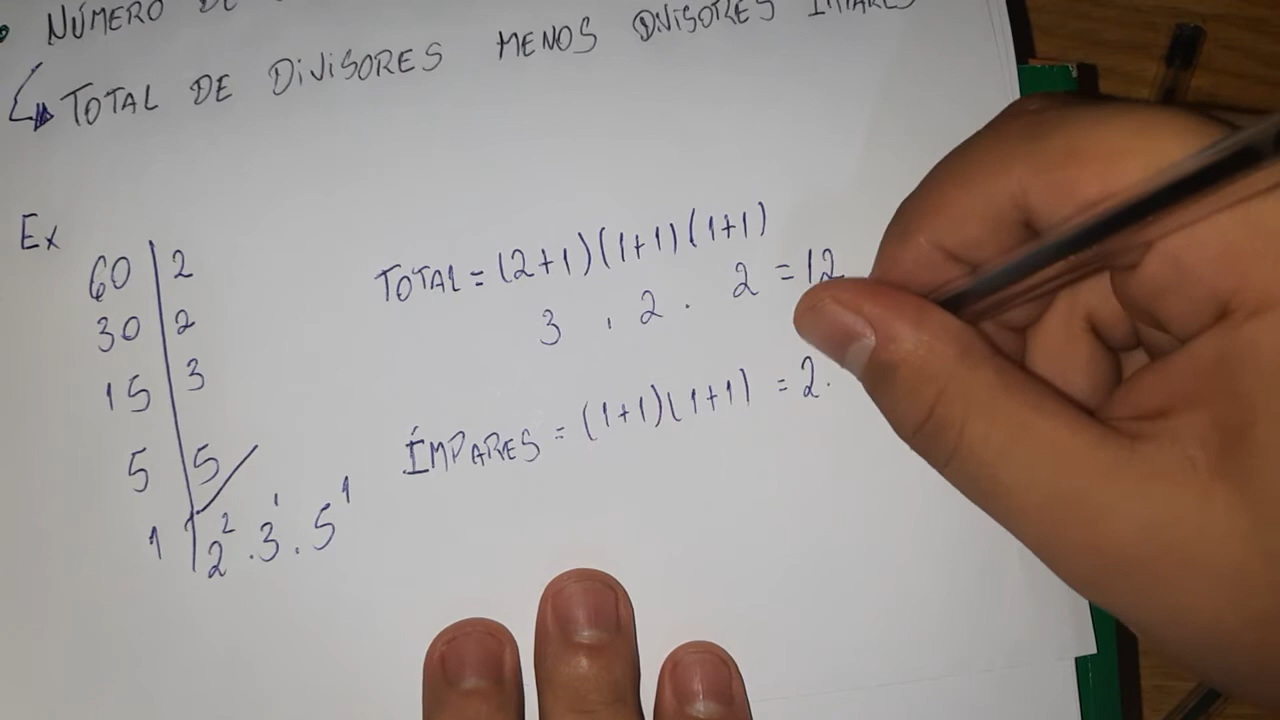 NÚMERO DE
TOTAL DE DIVISORES MENOS DIVISORES
Ex
60 | 2
30 | 2
15 | 3
5 | 5
1 | 2² . 3¹ . 5¹
TOTAL = (2+1)(1+1)(1+1)
3 . 2 . 2 = 12
ÍMPARES = (1+1)(1+1) = 2.